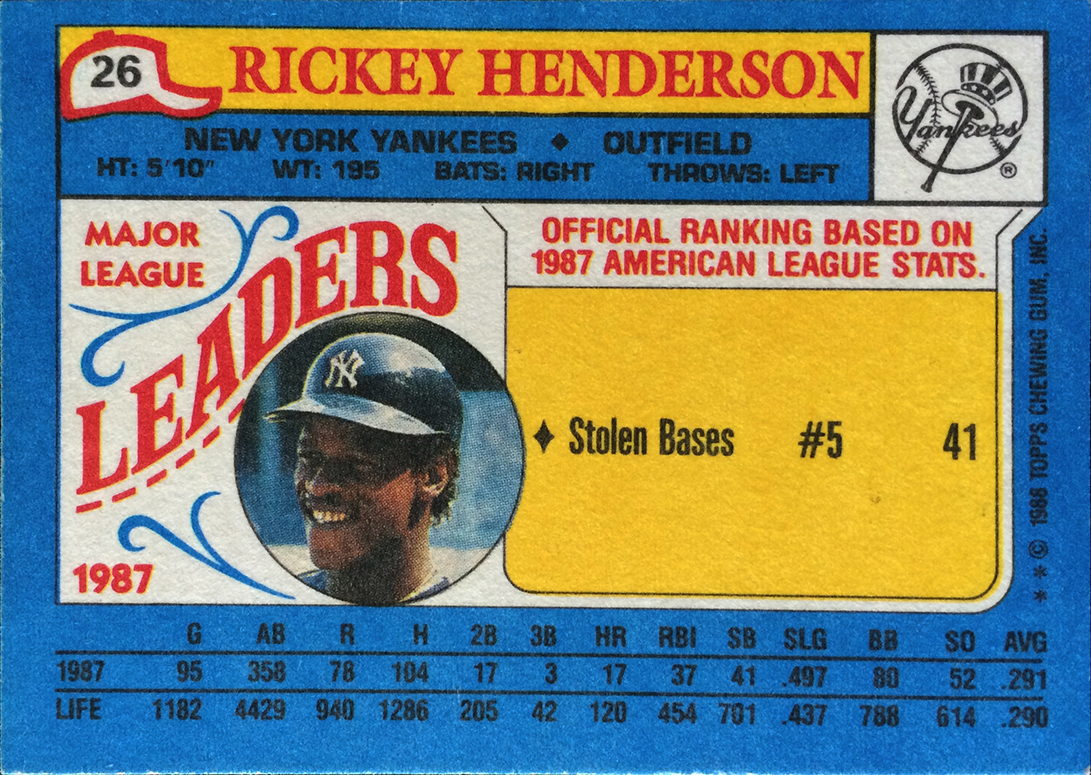 26 RICKEY HENDERSON
Yankees ®
NEW YORK YANKEES ♦ OUTFIELD
HT: 5'10" WT: 195 BATS: RIGHT THROWS: LEFT
MAJOR
LEAGUE
LEADERS
1987
NY
OFFICIAL RANKING BASED ON
1987 AMERICAN LEAGUE STATS.
♦ Stolen Bases #5 41
* * © 1988 TOPPS CHEWING GUM, INC.
G AB R H 2B 3B HR RBI SB SLG BB SO AVG
1987 95 358 78 104 17 3 17 37 41 .497 80 52 .291
LIFE 1182 4429 940 1286 205 42 120 454 701 .437 788 614 .290